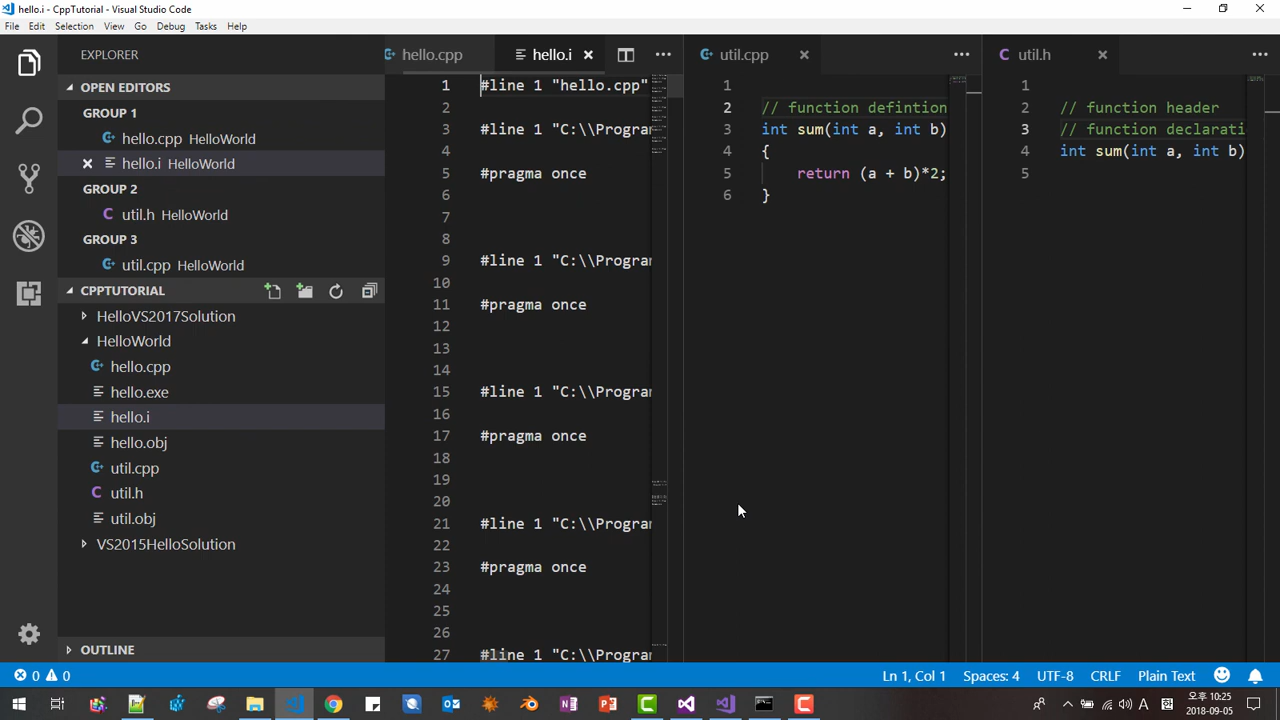 hello.i - CppTutorial - Visual Studio Code
File Edit Selection View Go Debug Tasks Help
EXPLORER
OPEN EDITORS
GROUP 1
hello.cpp HelloWorld
hello.i HelloWorld
GROUP 2
util.h HelloWorld
GROUP 3
util.cpp HelloWorld
CPPTUTORIAL
HelloVS2017Solution
HelloWorld
hello.cpp
hello.exe
hello.i
hello.obj
util.cpp
util.h
util.obj
VS2015HelloSolution
OUTLINE
hello.cpp hello.i
1 #line 1 "hello.cpp"
2
3 #line 1 "C:\\Progra
4
5 #pragma once
6
7
8
9 #line 1 "C:\\Progra
10
11 #pragma once
12
13
14
15 #line 1 "C:\\Progra
16
17 #pragma once
18
19
20
21 #line 1 "C:\\Progra
22
23 #pragma once
24
25
26
27 #line 1 "C:\\Progra
util.cpp
1
2 // function defintion
3 int sum(int a, int b)
4 {
5 return (a + b)*2;
6 }
util.h
1
2 // function header
3 // function declarati
4 int sum(int a, int b)
5
0 0 Ln 1, Col 1 Spaces: 4 UTF-8 CRLF Plain Text
A 오후 10:25
2018-09-05